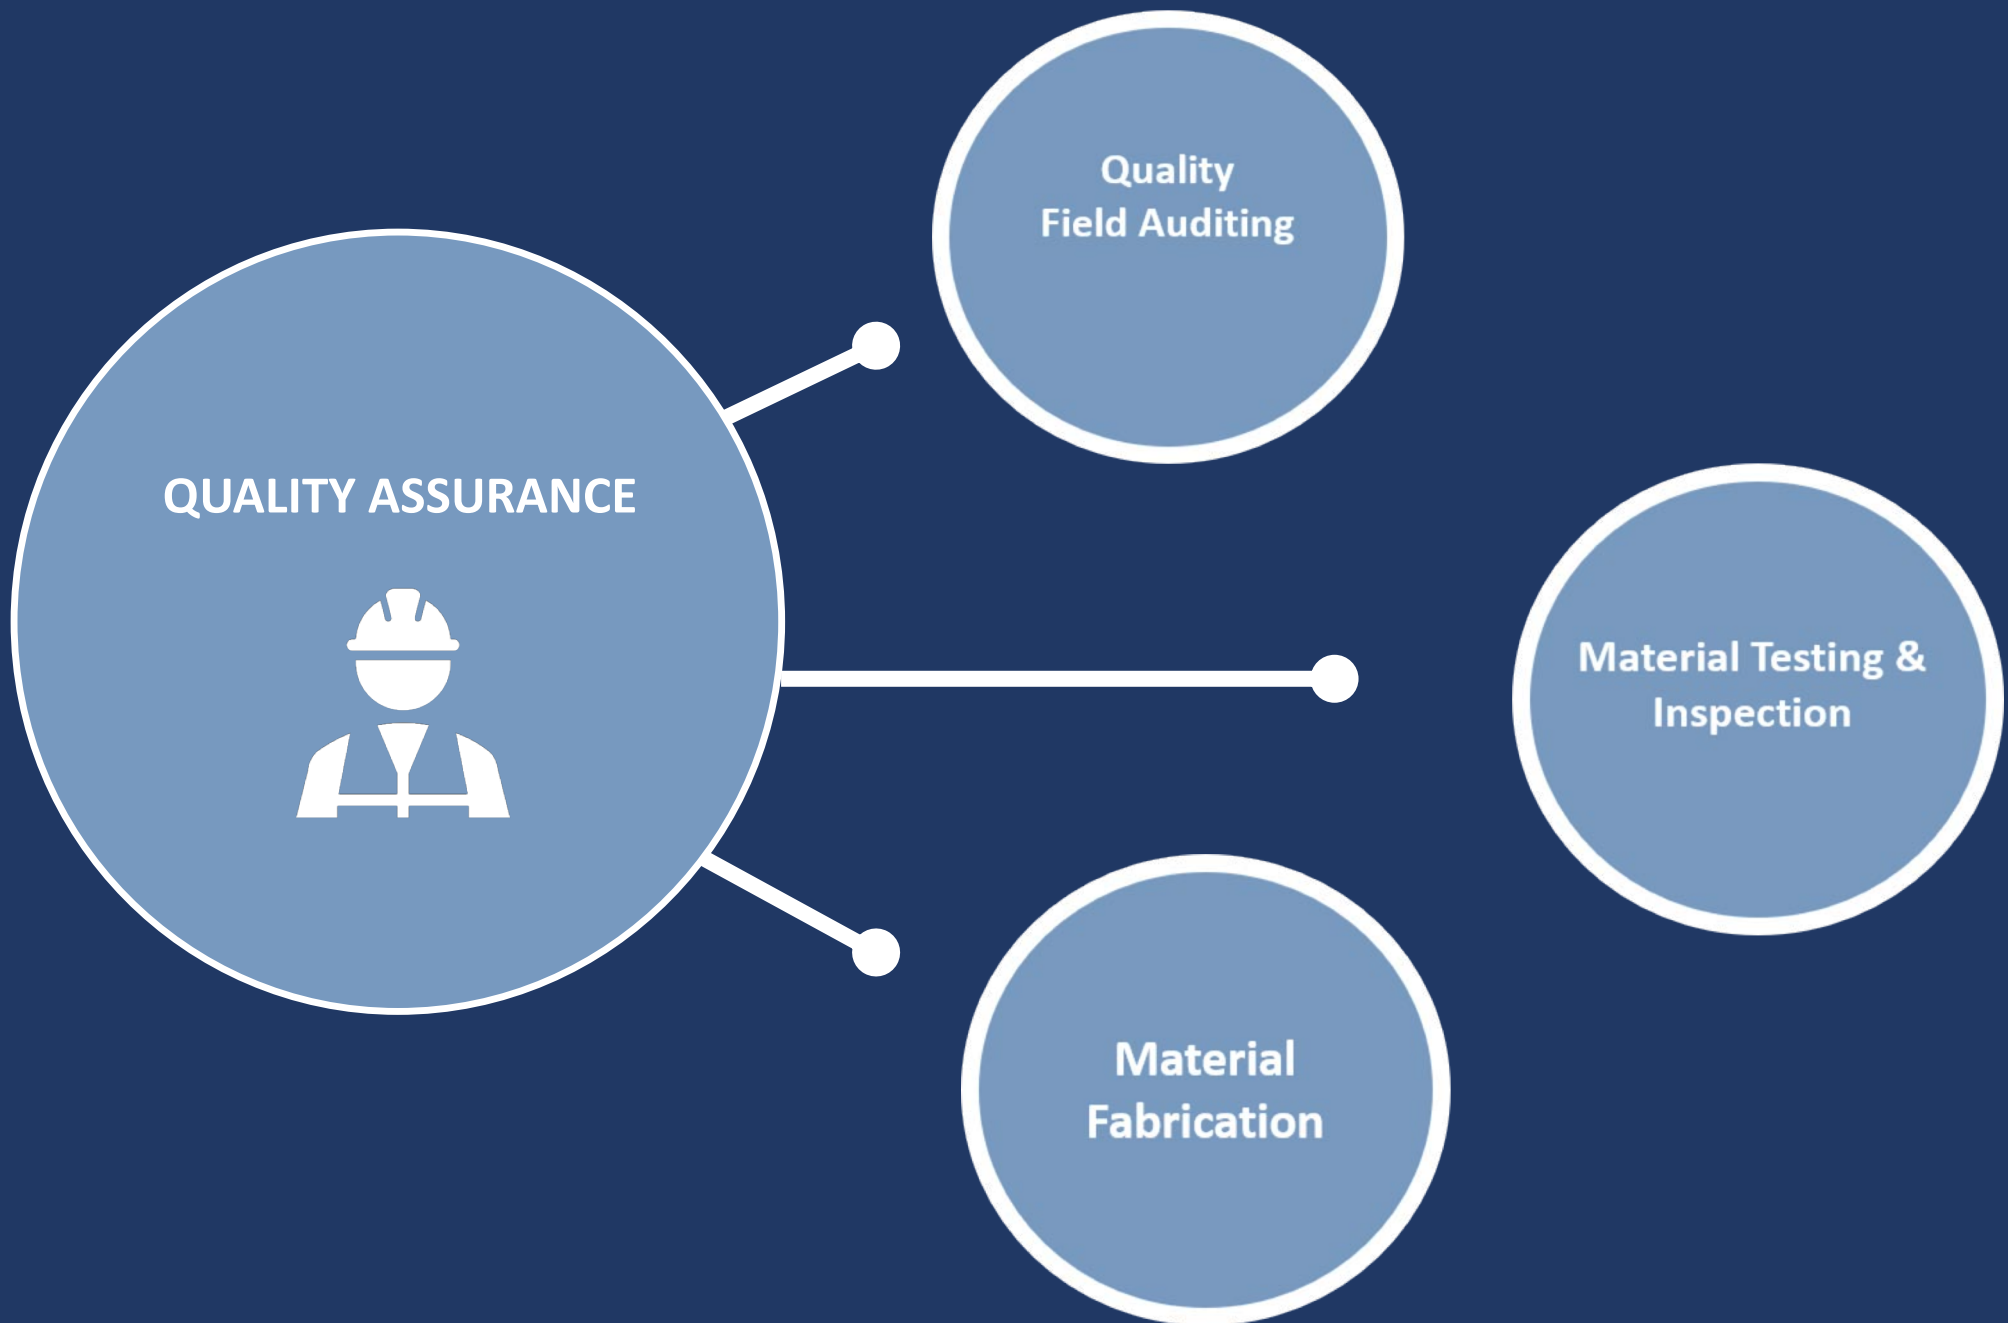 QUALITY ASSURANCE
Quality
Field Auditing
Material Testing &
Inspection
Material
Fabrication